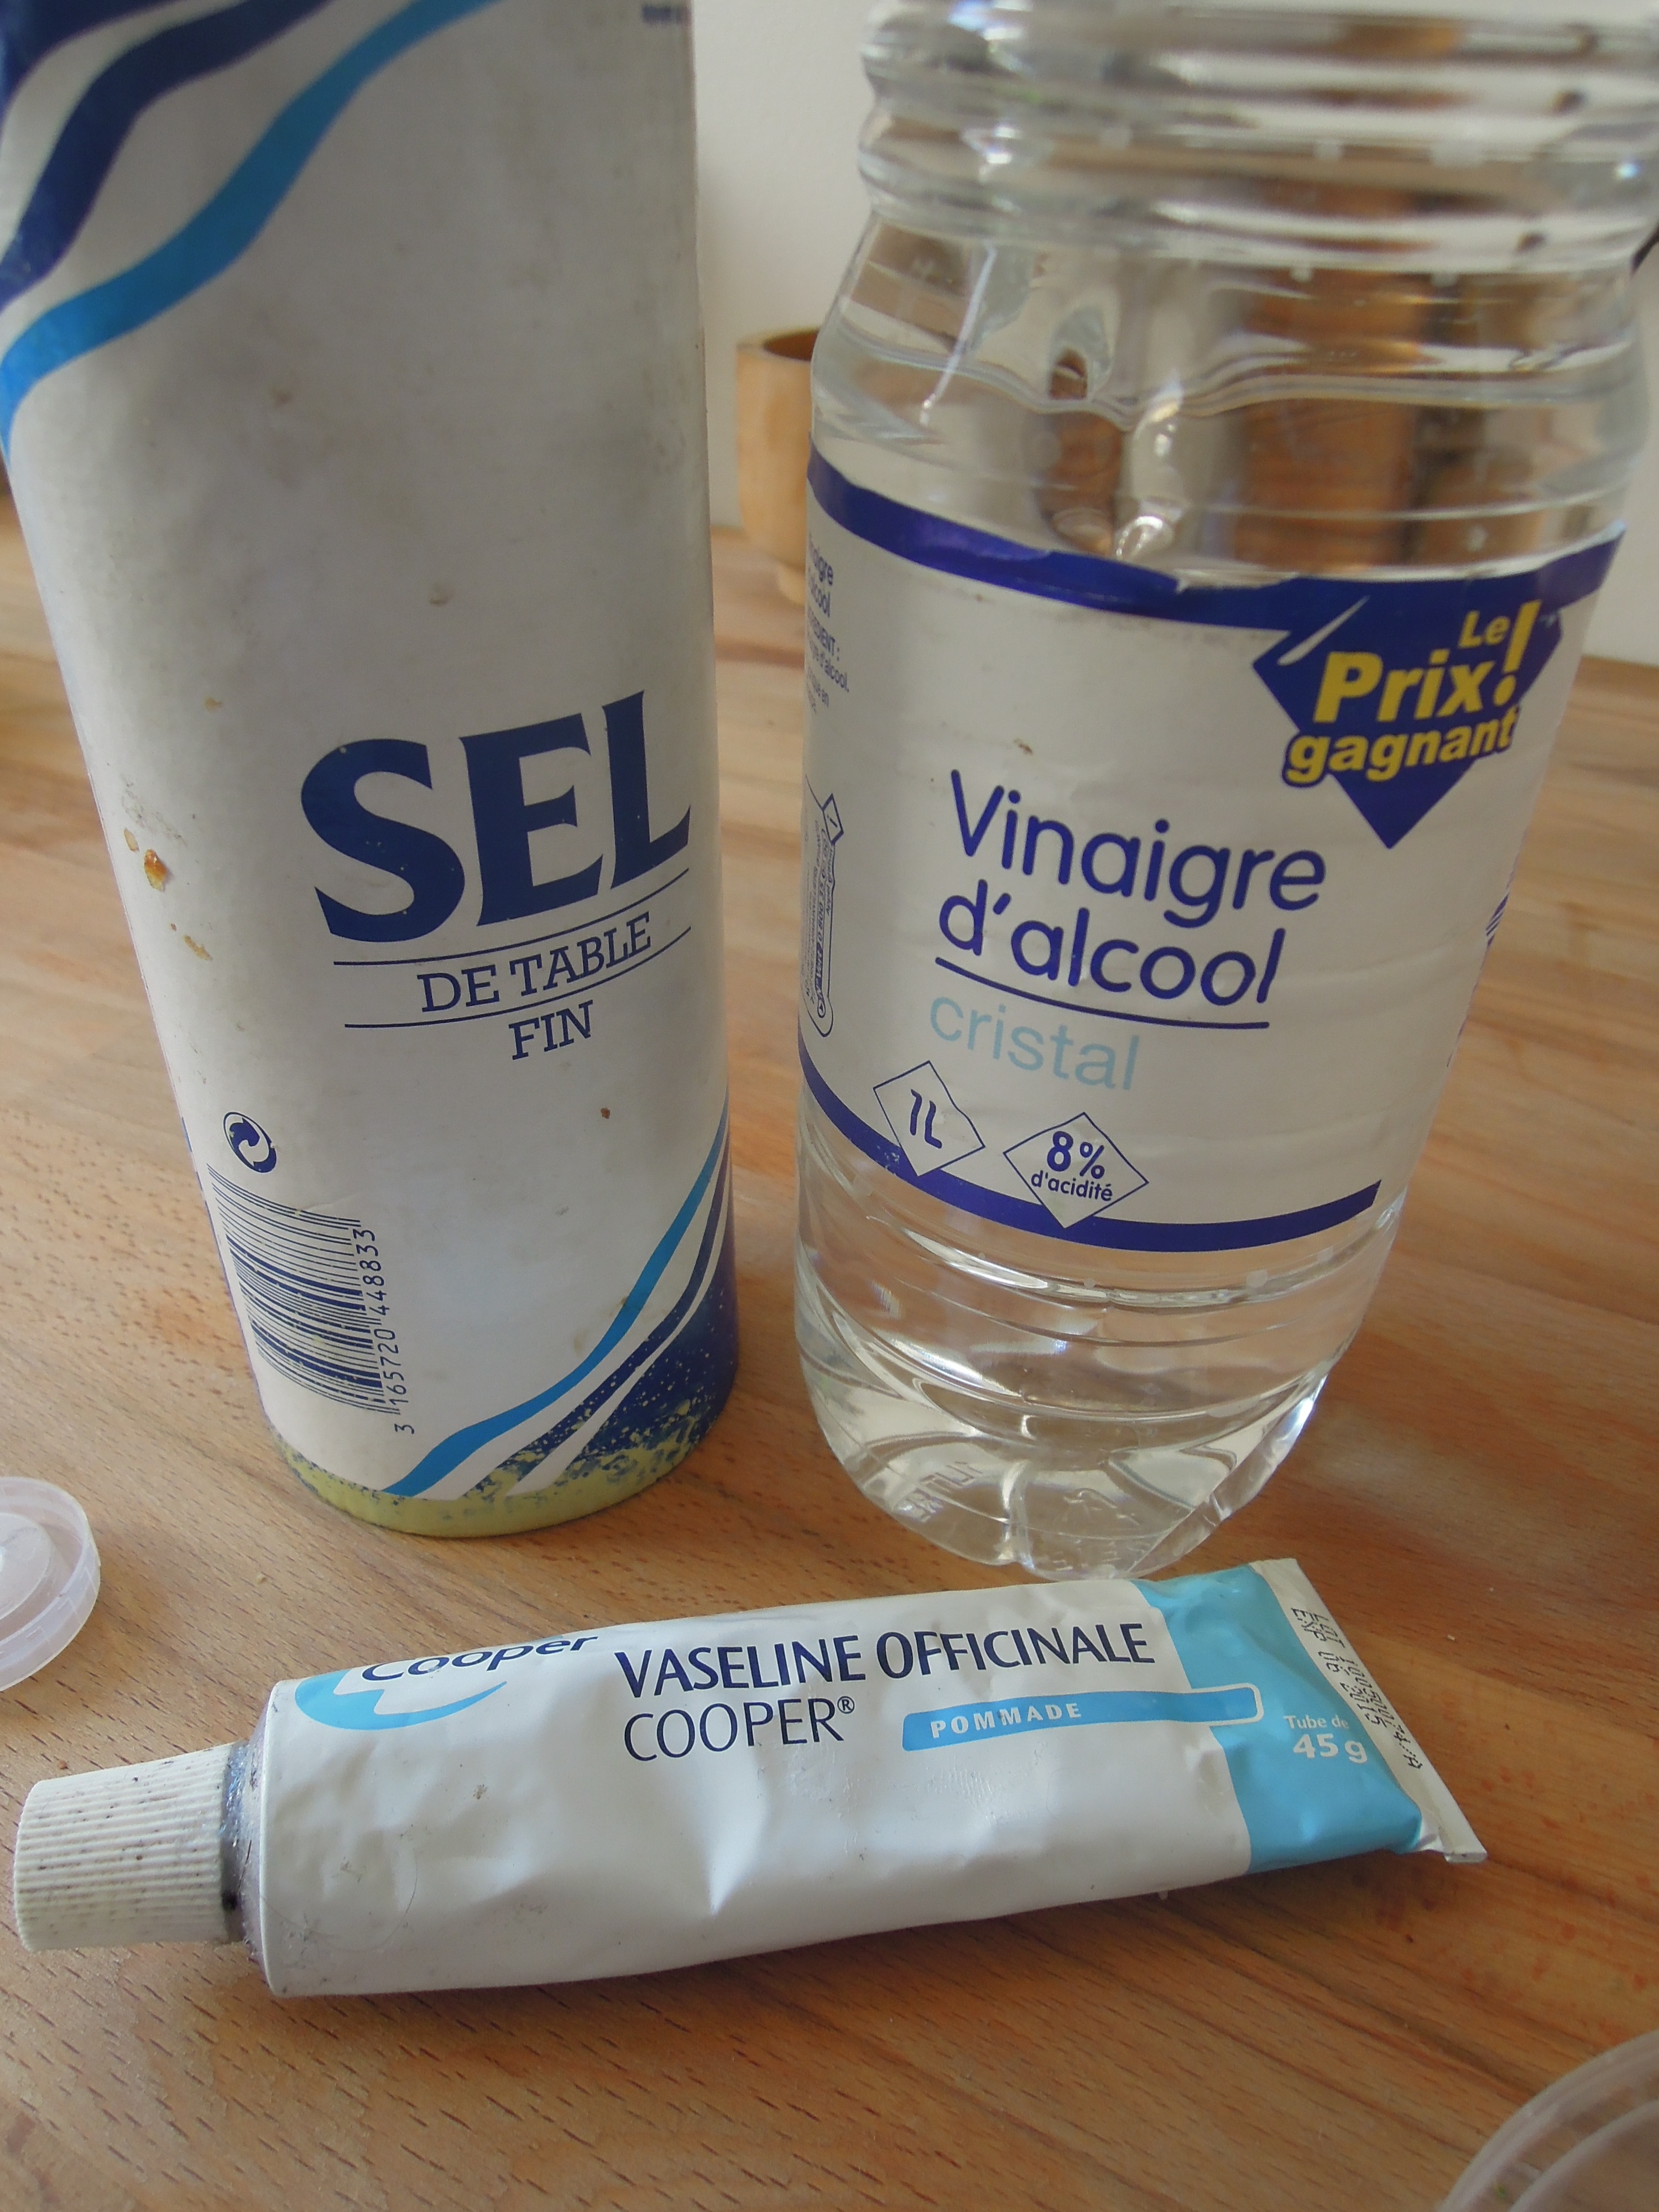 SEL
DE TABLE
FIN
3 165720 448833
Le
Prix!
gagnant
Vinaigre
d'alcool
cristal
1L
8%
d'acidité
Cooper
VASELINE OFFICINALE
COOPER®
POMMADE
Tube de
45 g